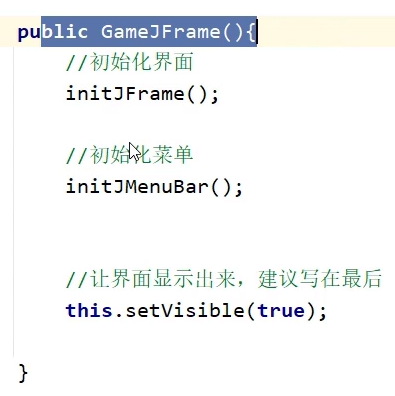 public GameJFrame(){
//初始化界面
initJFrame();
//初始化菜单
initJMenuBar();
//让界面显示出来，建议写在最后
this.setVisible(true);
}